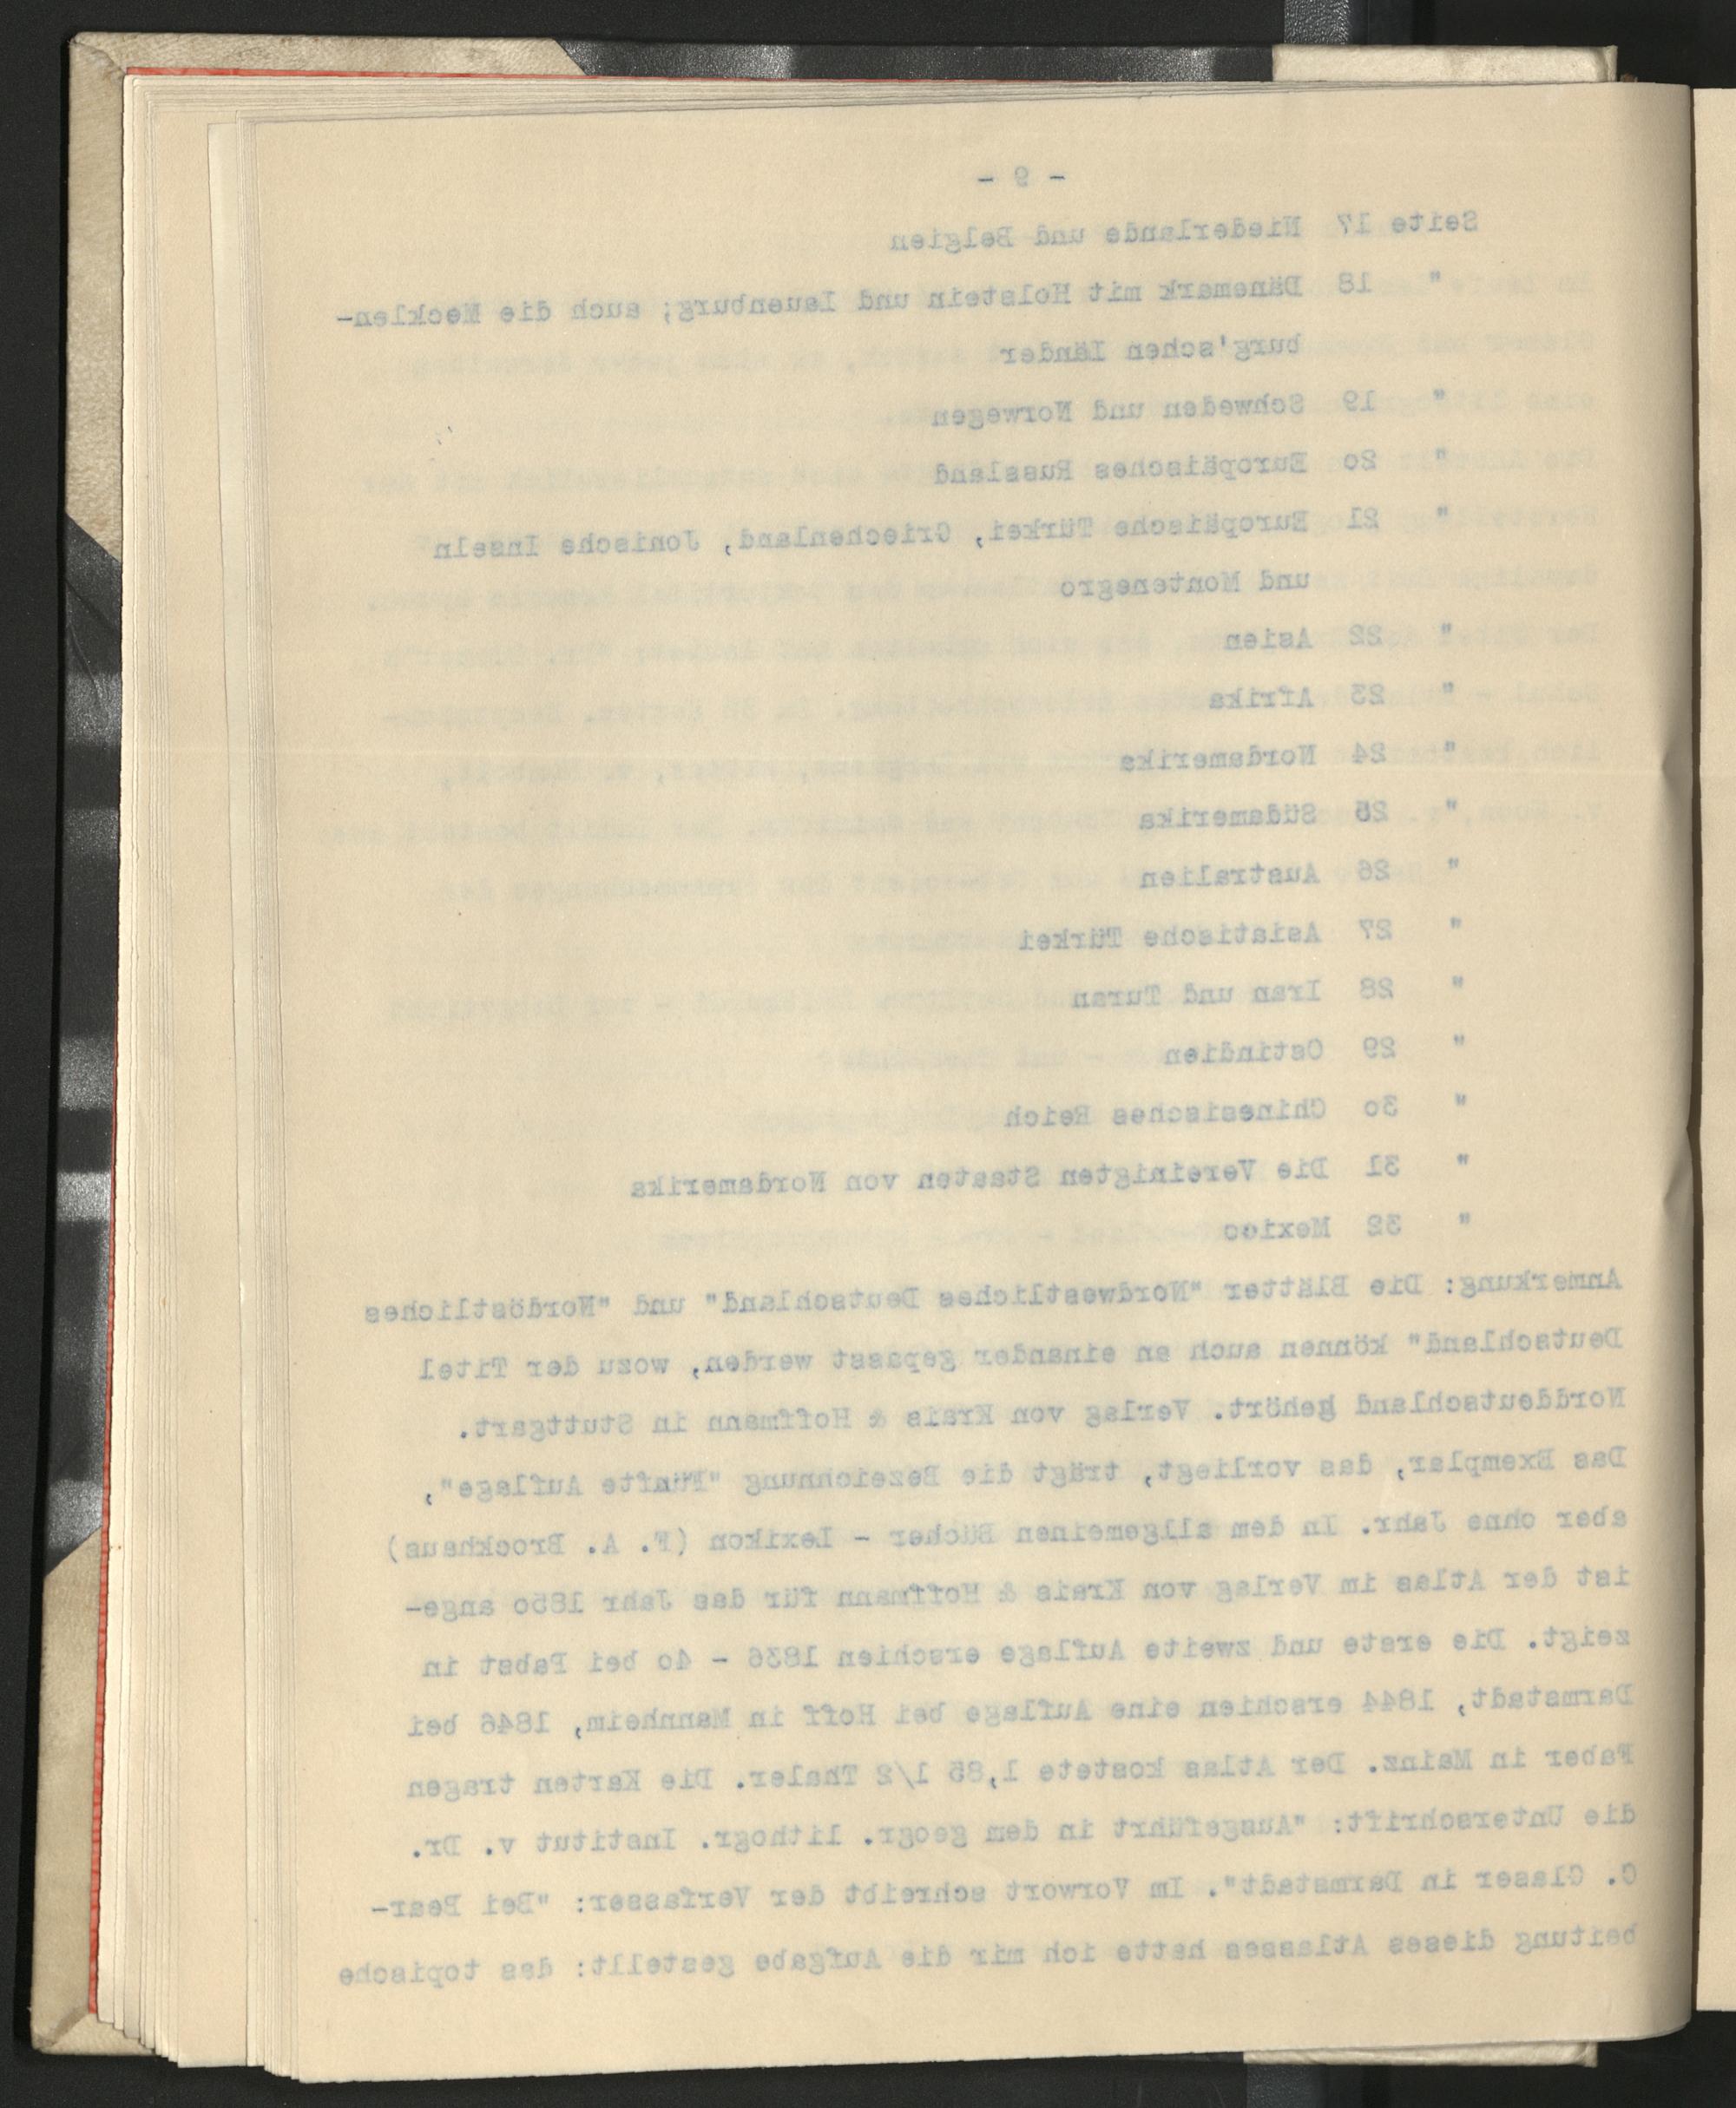 - 9 -
Seite 17 Niederlande und Belgien
" 18 Dänemark mit Holstein und Lauenburg; auch die Mecklen-
burg'schen Länder
" 19 Schweden und Norwegen
" 2o Europäisches Russland
" 21 Europäische Türkei, Griechenland, Jonische Inseln
und Montenegro
" 22 Asien
" 23 Afrika
" 24 Nordamerika
" 25 Südamerika
" 26 Australien
" 27 Asiatische Türkei
" 28 Iran und Turan
" 29 Ostindien
" 3o Chinesisches Reich
" 31 Die Vereinigten Staaten von Nordamerika
" 32 Mexico
Anmerkung: Die Blätter "Nordwestliches Deutschland" und "Nordöstliches
Deutschland" können auch an einander gepasst werden, wozu der Titel
Norddeutschland gehört. Verlag von Krais & Hoffmann in Stuttgart.
Das Exemplar, das vorliegt, trägt die Bezeichnung "Fünfte Auflage",
aber ohne Jahr. In dem allgemeinen Bücher - Lexikon (F. A. Brockhaus)
ist der Atlas im Verlag von Krais & Hoffmann für das Jahr 185o ange-
zeigt. Die erste und zweite Auflage erschien 1836 - 4o bei Pabst in
Darmstadt, 1844 erschien eine Auflage bei Hoff in Mannheim, 1846 bei
Faber in Mainz. Der Atlas kostete 1,85 1/2 Thaler. Die Karten tragen
die Unterschrift: "Ausgeführt in dem geogr. lithogr. Institut v. Dr.
G. Glaser in Darmstadt". Im Vorwort schreibt der Verfasser: "Bei Bear-
beitung dieses Atlasses hatte ich mir die Aufgabe gestellt: das topische